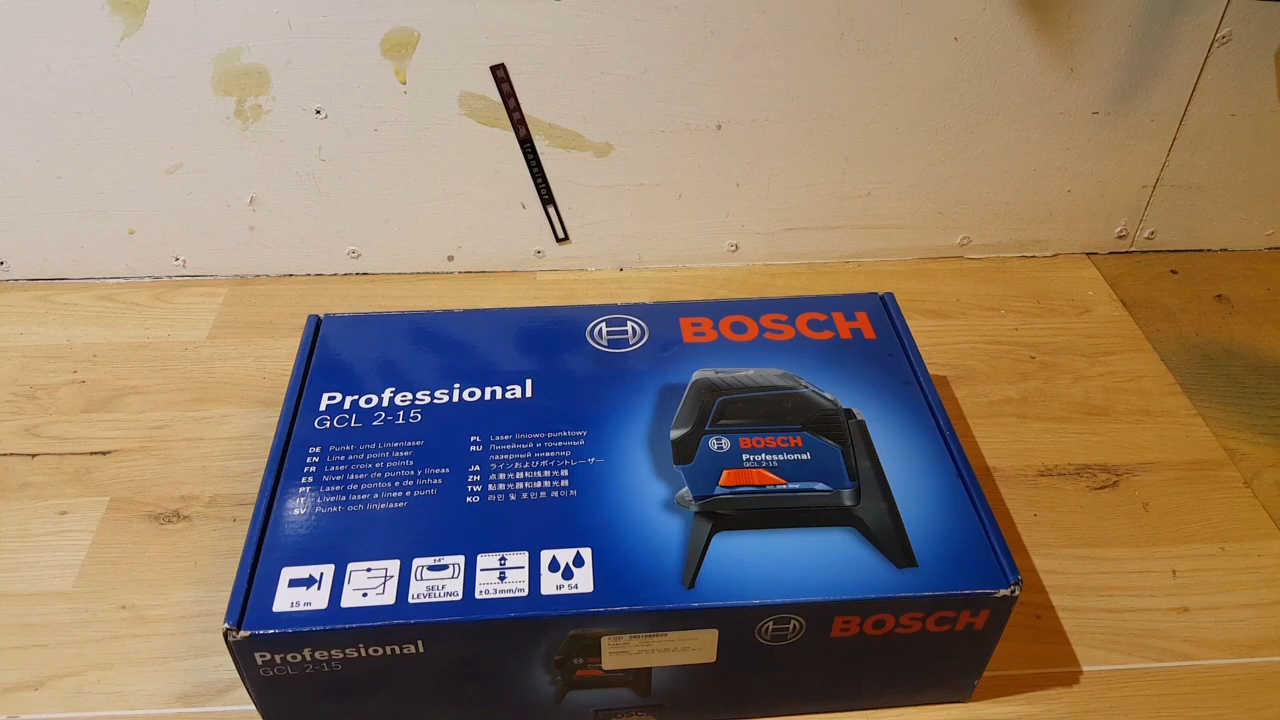 transistor
BOSCH
Professional
GCL 2-15
DE Punkt- und Linienlaser
EN Line and point laser
FR Laser croix et points
ES Nivel láser de puntos y líneas
PT Laser de pontos e de linhas
IT Livella laser a linee e punti
SV Punkt- och linjelaser
PL Laser liniowo-punktowy
RU Линейный и точечный
лазерный нивелир
JA ラインおよびポイントレーザー
ZH 点激光器和线激光器
TW 點激光器和線激光器
KO 라인 및 포인트 레이저
BOSCH
Professional
GCL 2-15
15 m
±4°
SELF
LEVELLING
±0.3mm/m
IP 54
Professional
GCL 2-15
BOSCH
BOSCH